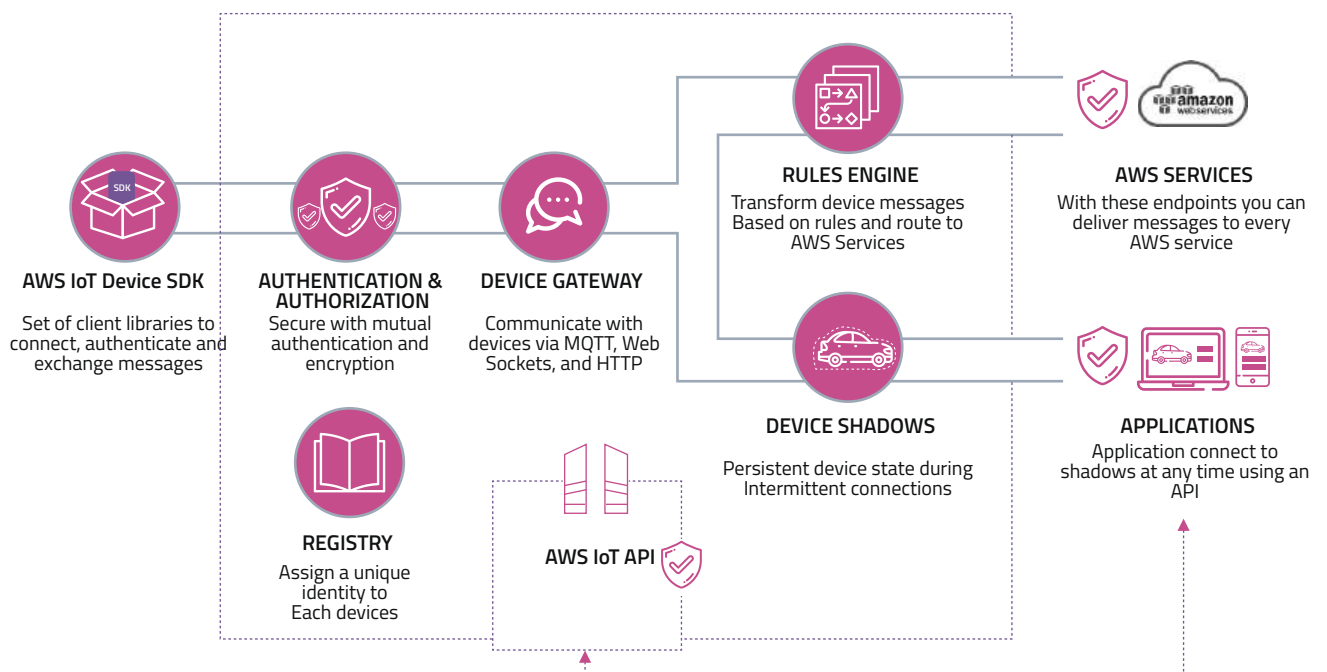 SDK
AWS IoT Device SDK
Set of client libraries to
connect, authenticate and
exchange messages
AUTHENTICATION &
AUTHORIZATION
Secure with mutual
authentication and
encryption
DEVICE GATEWAY
Communicate with
devices via MQTT, Web
Sockets, and HTTP
RULES ENGINE
Transform device messages
Based on rules and route to
AWS Services
amazon
webservices
AWS SERVICES
With these endpoints you can
deliver messages to every
AWS service
DEVICE SHADOWS
Persistent device state during
Intermittent connections
APPLICATIONS
Application connect to
shadows at any time using an
API
REGISTRY
Assign a unique
identity to
Each devices
AWS IoT API